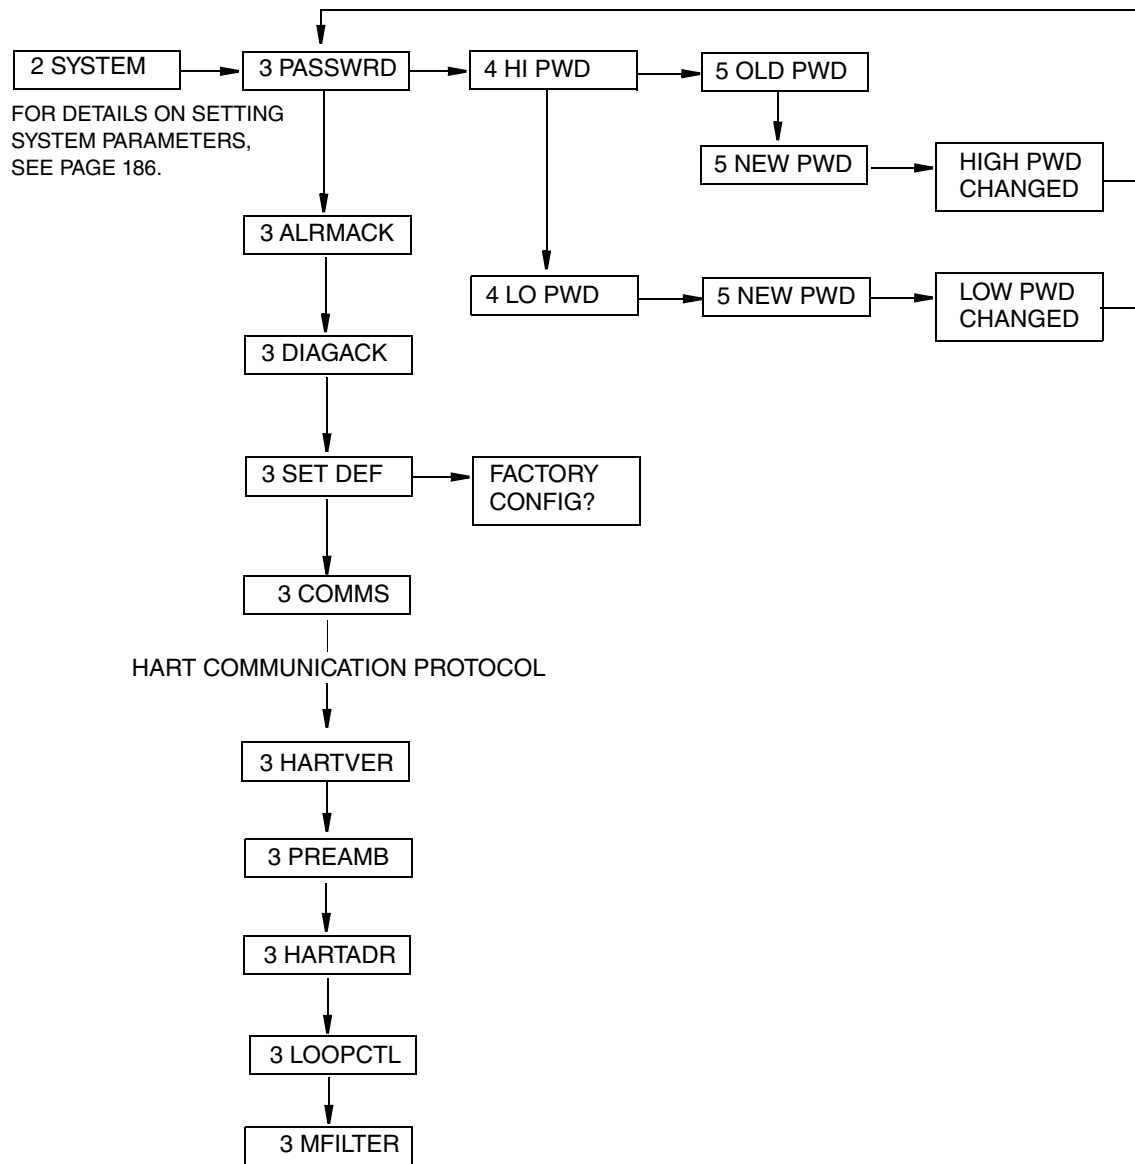 2 SYSTEM
3 PASSWRD
4 HI PWD
5 OLD PWD
FOR DETAILS ON SETTING
SYSTEM PARAMETERS,
SEE PAGE 186.
5 NEW PWD
HIGH PWD
CHANGED
3 ALRMACK
4 LO PWD
5 NEW PWD
LOW PWD
CHANGED
3 DIAGACK
3 SET DEF
FACTORY
CONFIG?
3 COMMS
HART COMMUNICATION PROTOCOL
3 HARTVER
3 PREAMB
3 HARTADR
3 LOOPCTL
3 MFILTER